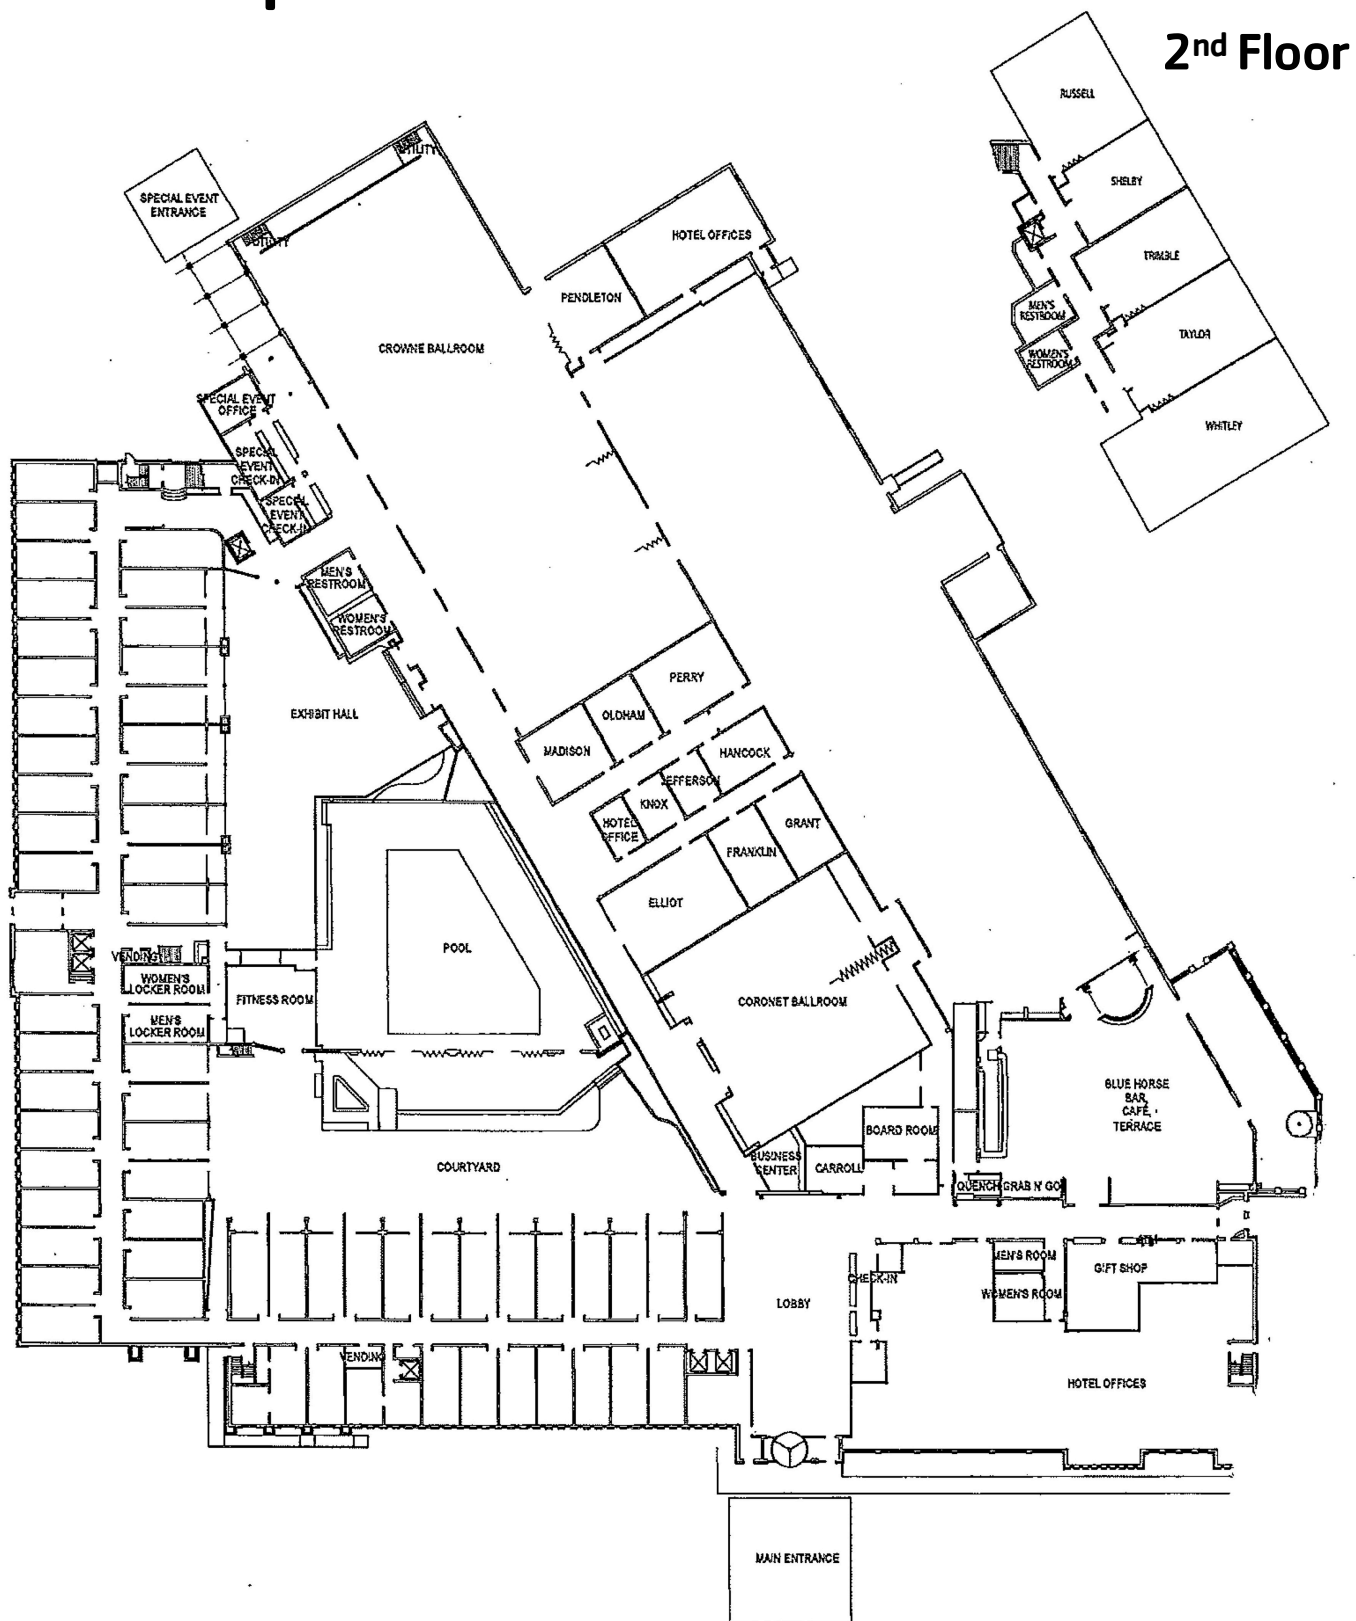 2nd Floor
RUSSELL
SHELBY
TRIMBLE
MEN'S
RESTROOM
TAYLOR
WOMEN'S
RESTROOM
WHITLEY
UTILITY
SPECIAL EVENT
ENTRANCE
UTILITY
HOTEL OFFICES
PENDLETON
CROWNE BALLROOM
SPECIAL EVENT
OFFICE
SPECIAL
EVENT
CHECK-IN
SPECIAL
EVENT
CHECK-IN
MEN'S
RESTROOM
WOMEN'S
RESTROOM
EXHIBIT HALL
PERRY
OLDHAM
MADISON
HANCOCK
JEFFERSON
KNOX
HOTEL
OFFICE
GRANT
FRANKLIN
ELLIOT
POOL
VENDING
WOMEN'S
LOCKER ROOM
FITNESS ROOM
MEN'S
LOCKER ROOM
CORONET BALLROOM
BLUE HORSE
BAR,
CAFÉ,
TERRACE
BOARD ROOM
BUSINESS
CENTER
CARROLL
COURTYARD
QUENCH
GRAB N' GO
MEN'S ROOM
GIFT SHOP
CHECK-IN
WOMEN'S ROOM
LOBBY
VENDING
HOTEL OFFICES
MAIN ENTRANCE